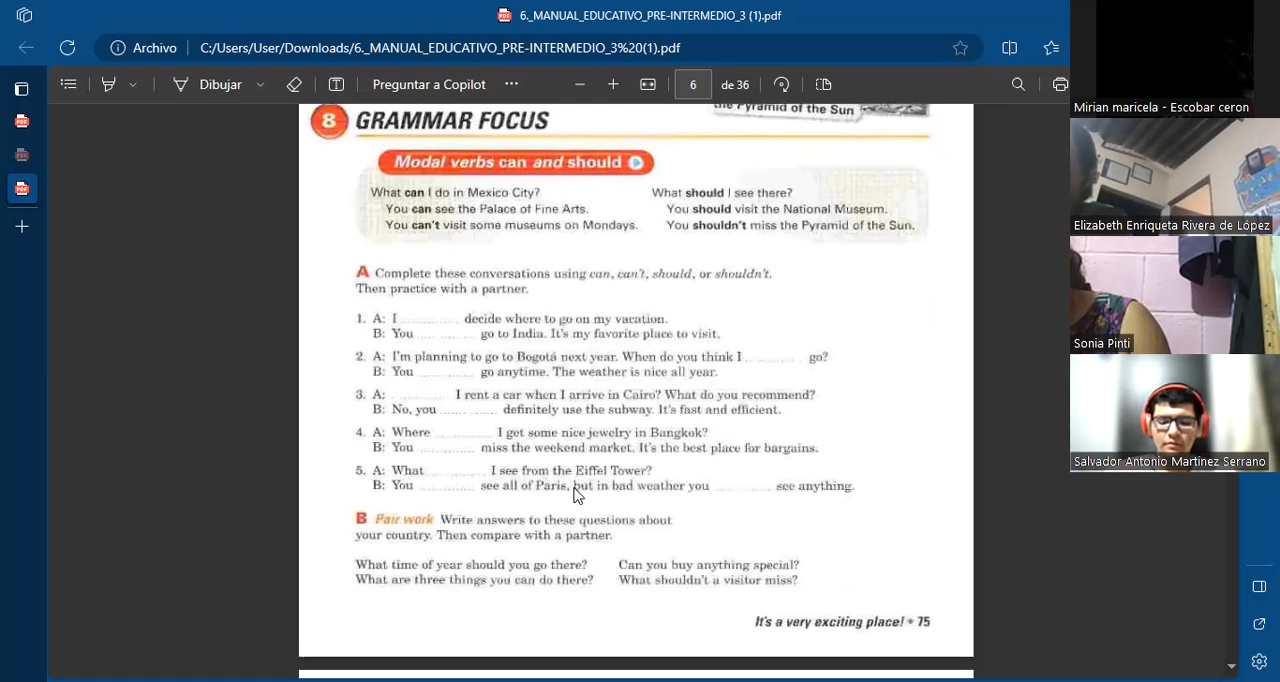 6._MANUAL_EDUCATIVO_PRE-INTERMEDIO_3 (1).pdf
Archivo C:/Users/User/Downloads/6._MANUAL_EDUCATIVO_PRE-INTERMEDIO_3%20(1).pdf
Dibujar Preguntar a Copilot 6 de 36
the Pyramid of the Sun
8 GRAMMAR FOCUS
Modal verbs can and should
What can I do in Mexico City?
You can see the Palace of Fine Arts.
You can't visit some museums on Mondays.
What should I see there?
You should visit the National Museum.
You shouldn't miss the Pyramid of the Sun.
A Complete these conversations using can, can't, should, or shouldn't.
Then practice with a partner.
1. A: I ............ decide where to go on my vacation.
B: You ............ go to India. It's my favorite place to visit.
2. A: I'm planning to go to Bogotá next year. When do you think I ............ go?
B: You ............ go anytime. The weather is nice all year.
3. A: ............ I rent a car when I arrive in Cairo? What do you recommend?
B: No, you ............ definitely use the subway. It's fast and efficient.
4. A: Where ............ I get some nice jewelry in Bangkok?
B: You ............ miss the weekend market. It's the best place for bargains.
5. A: What ............ I see from the Eiffel Tower?
B: You ............ see all of Paris, but in bad weather you ............ see anything.
B Pair work Write answers to these questions about
your country. Then compare with a partner.
What time of year should you go there?
What are three things you can do there?
Can you buy anything special?
What shouldn't a visitor miss?
It's a very exciting place! • 75
Mirian maricela - Escobar ceron
Elizabeth Enriqueta Rivera de López
Sonia Pinti
Salvador Antonio Martínez Serrano